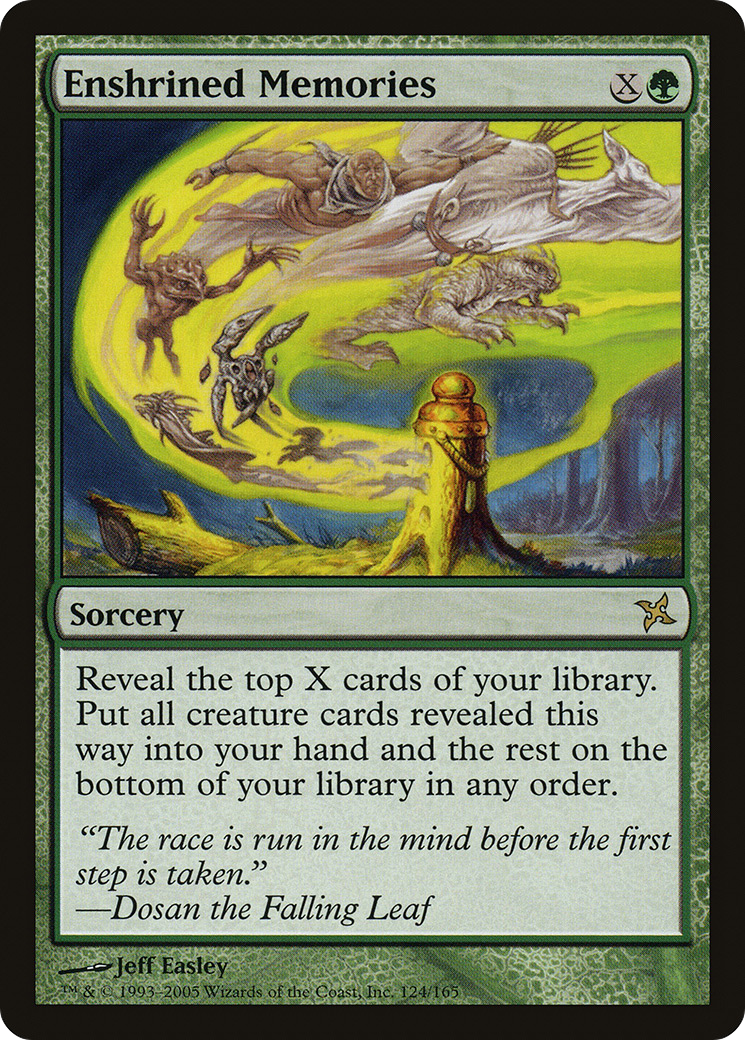 Enshrined Memories X
Sorcery
Reveal the top X cards of your library.
Put all creature cards revealed this
way into your hand and the rest on the
bottom of your library in any order.
“The race is run in the mind before the first
step is taken.”
—Dosan the Falling Leaf
Jeff Easley
™ & © 1993–2005 Wizards of the Coast, Inc. 124/165